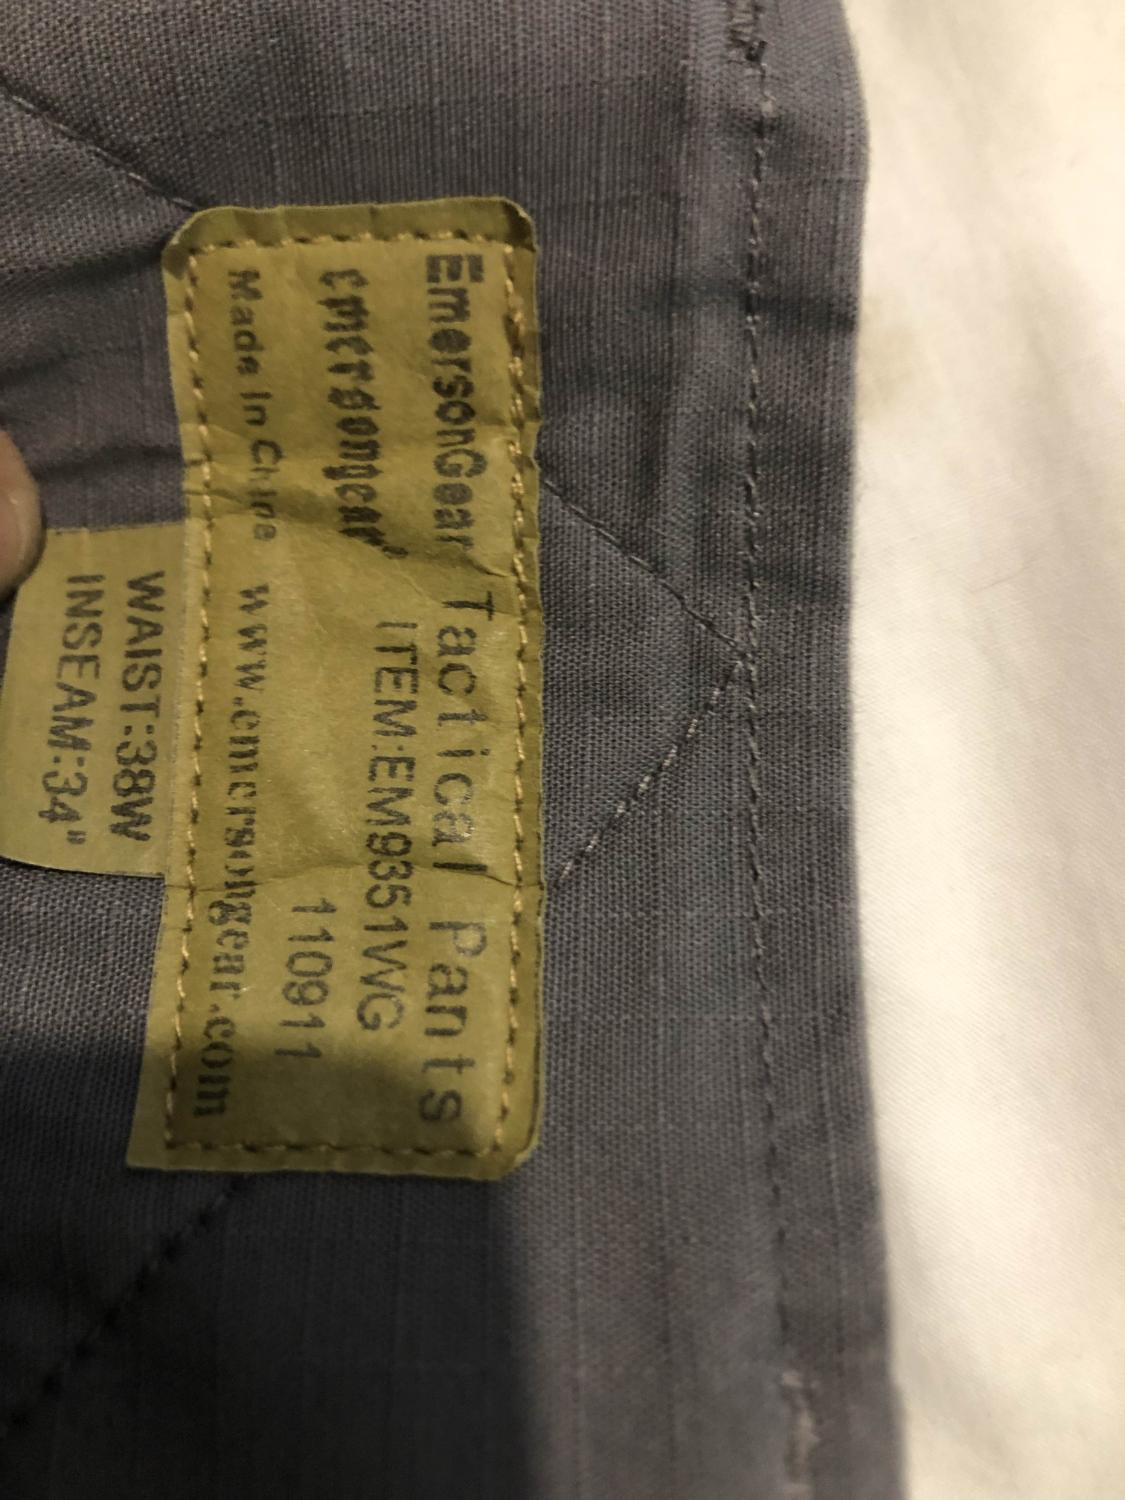 EmersonGear Tactical Pants
ITEM:EM9351WG
emersongear
110911
Made in China www.emersongear.com
WAIST:38W
INSEAM:34"